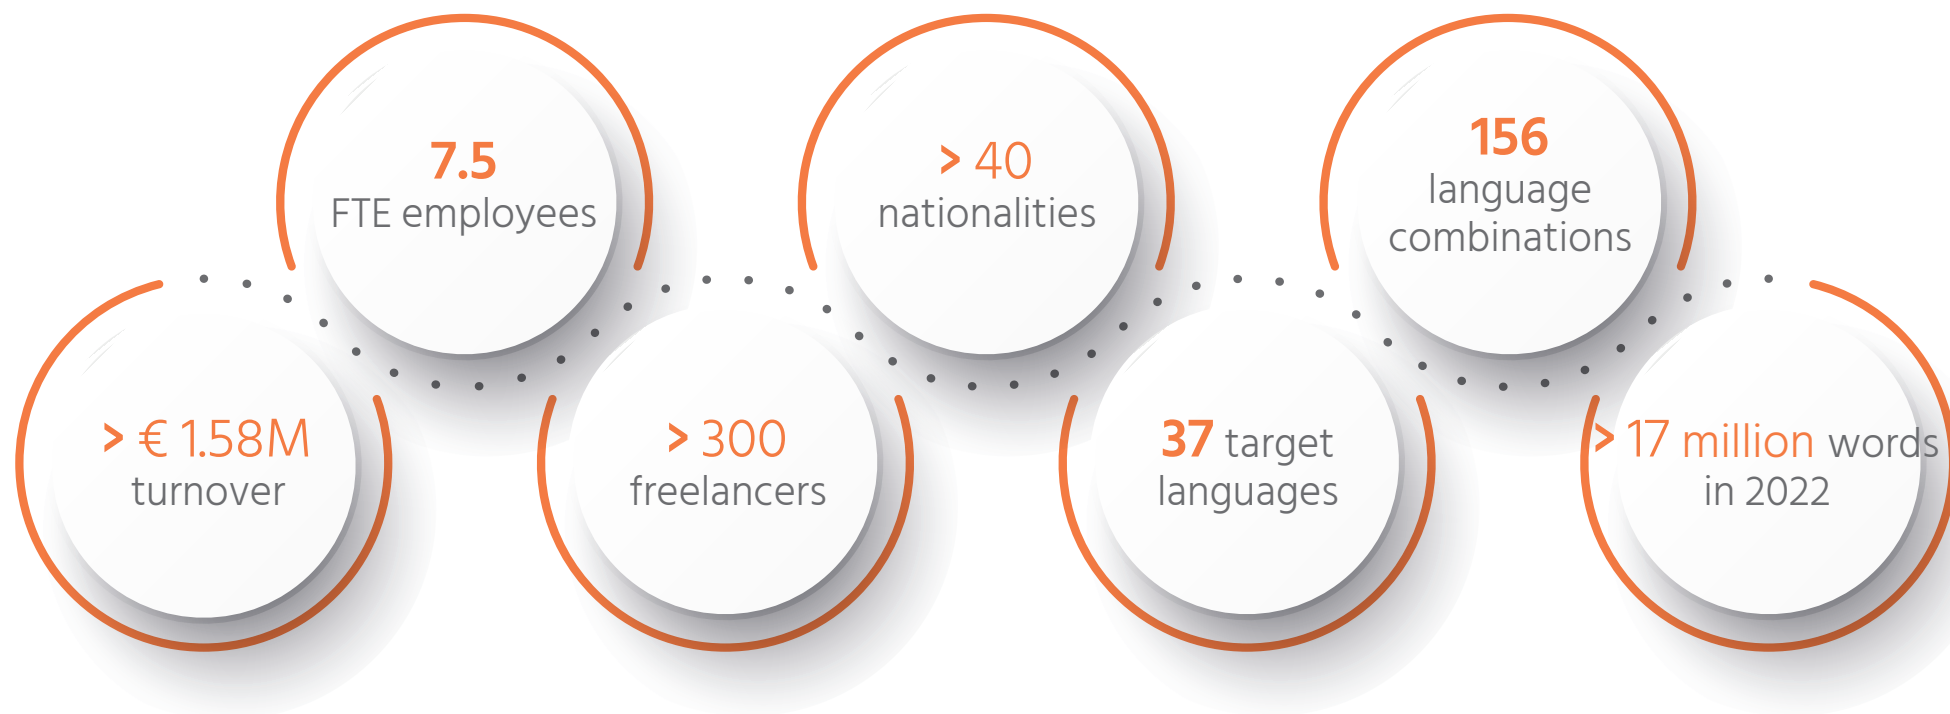 > € 1.58M
turnover
7.5
FTE employees
> 300
freelancers
> 40
nationalities
37 target
languages
156
language
combinations
> 17 million words
in 2022